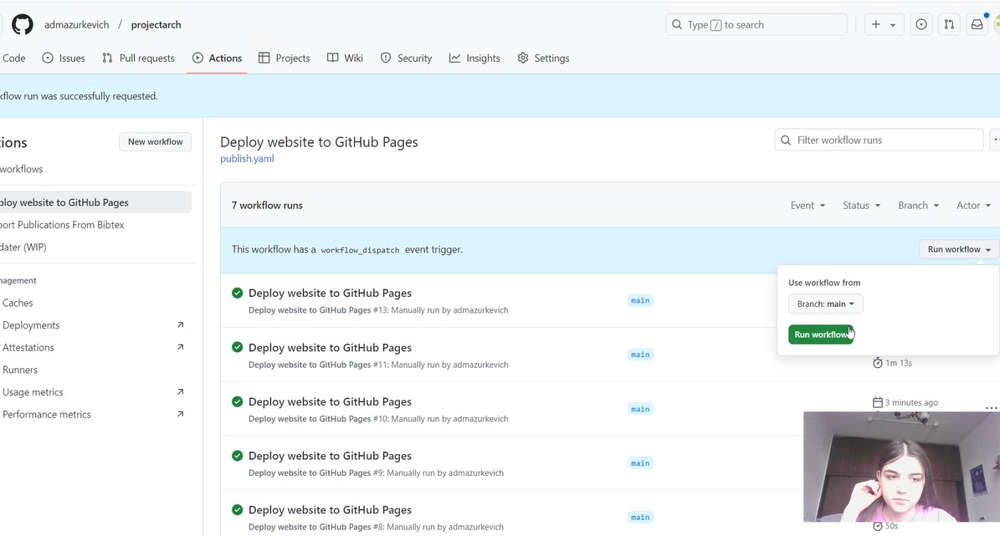 admazurkevich / projectarch
Type / to search
Code Issues Pull requests Actions Projects Wiki Security Insights Settings
run was successfully requested.
New workflow
workflows
Deploy website to GitHub Pages
publish.yaml
Filter workflow runs
website to GitHub Pages
Publications From Bibtex
(WIP)
Caches
Deployments
Attestations
Runners
Usage metrics
Performance metrics
7 workflow runs
Event Status Branch Actor
This workflow has a workflow_dispatch event trigger.
Run workflow
Use workflow from
Branch: main
Run workflow
Deploy website to GitHub Pages
main
Deploy website to GitHub Pages #13: Manually run by admazurkevich
Deploy website to GitHub Pages
main
Deploy website to GitHub Pages #11: Manually run by admazurkevich
1m 13s
Deploy website to GitHub Pages
main
3 minutes ago
Deploy website to GitHub Pages #10: Manually run by admazurkevich
Deploy website to GitHub Pages
main
Deploy website to GitHub Pages #9: Manually run by admazurkevich
Deploy website to GitHub Pages
main
Deploy website to GitHub Pages #8: Manually run by admazurkevich
50s